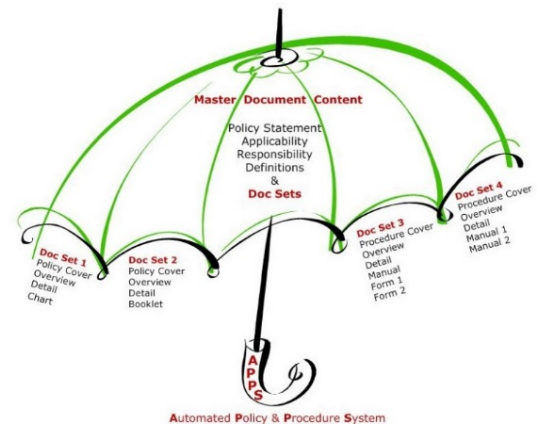 Master Document Content
Policy Statement
Applicability
Responsibility
Definitions
&
Doc Sets
Doc Set 1
Policy Cover
Overview
Detail
Chart
Doc Set 2
Policy Cover
Overview
Detail
Booklet
Doc Set 3
Procedure Cover
Overview
Detail
Manual
Form 1
Form 2
Doc Set 4
Procedure Cover
Overview
Detail
Manual 1
Manual 2
APPS
Automated Policy & Procedure System